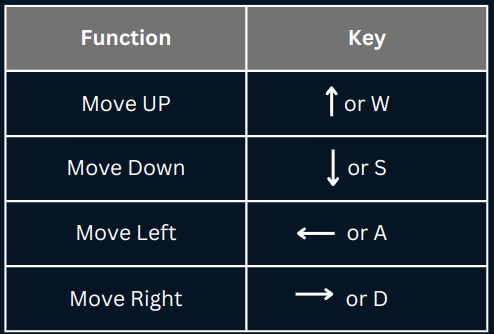 Function Key
Move UP ↑ or W
Move Down ↓ or S
Move Left ← or A
Move Right → or D